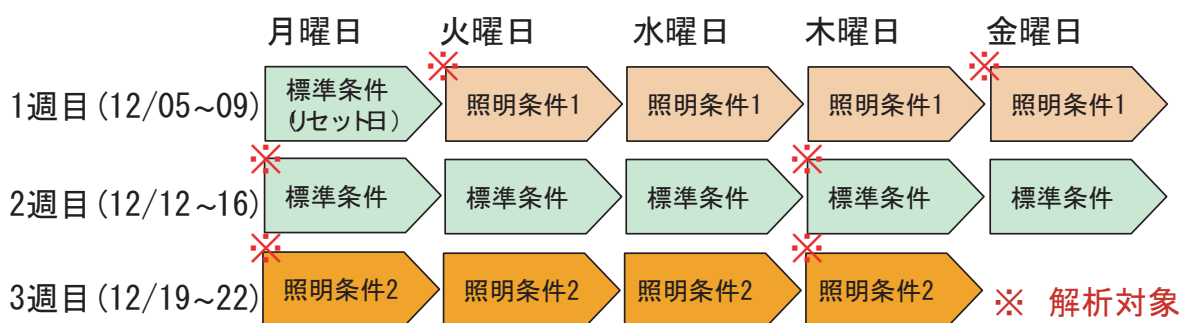 月曜日 火曜日 水曜日 木曜日 金曜日
1週目(12/05~09) ※ ※
標準条件 照明条件1 照明条件1 照明条件1 照明条件1
(リセット日)
※ ※
2週目(12/12~16) 標準条件 標準条件 標準条件 標準条件 標準条件
※ ※
3週目(12/19~22) 照明条件2 照明条件2 照明条件2 照明条件2
※ 解析対象